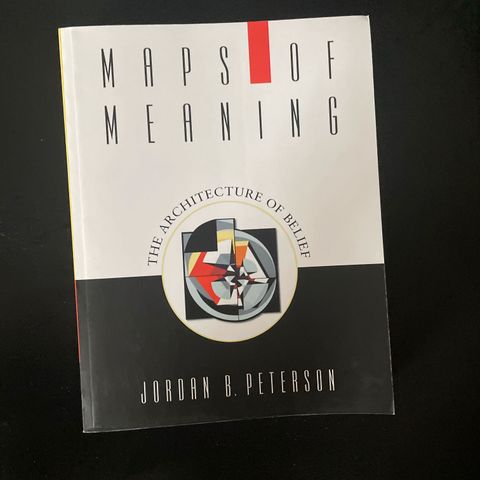 MAPS OF
MEANING
THE ARCHITECTURE OF BELIEF
JORDAN B. PETERSON